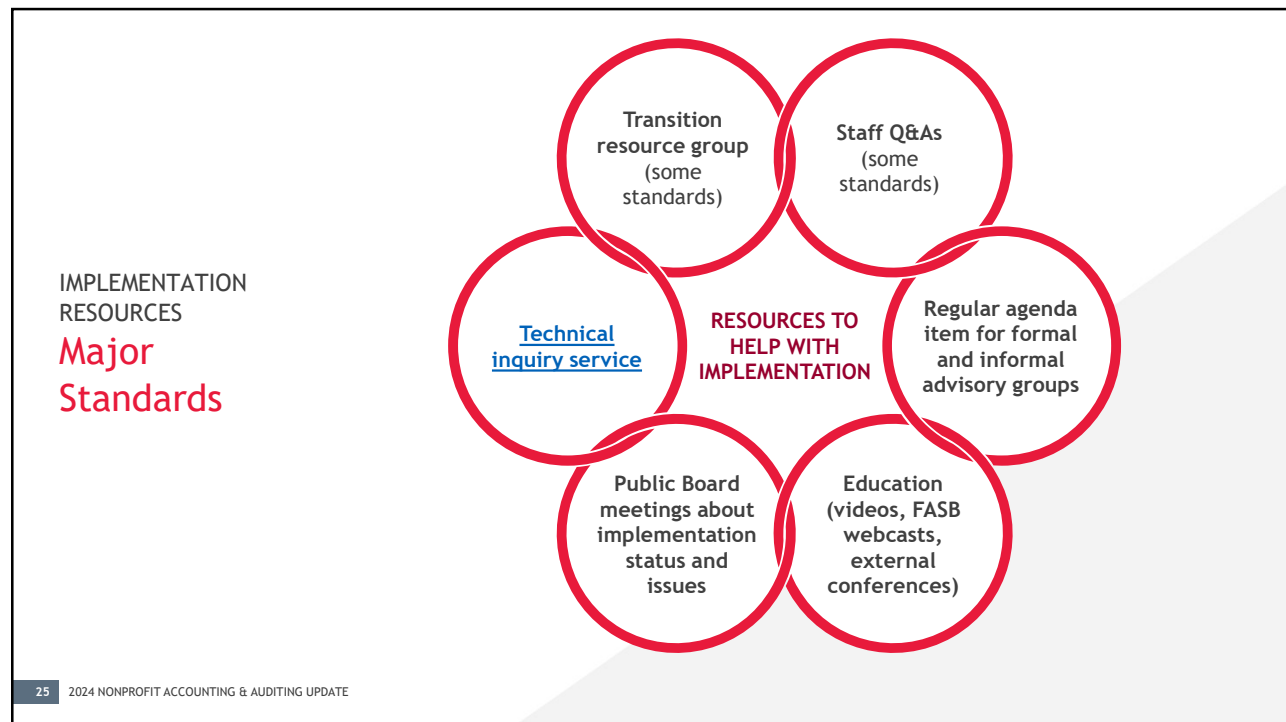 IMPLEMENTATION
RESOURCES
Major
Standards
Transition
resource group
(some
standards)
Staff Q&As
(some
standards)
Technical
inquiry service
RESOURCES TO
HELP WITH
IMPLEMENTATION
Regular agenda
item for formal
and informal
advisory groups
Public Board
meetings about
implementation
status and
issues
Education
(videos, FASB
webcasts,
external
conferences)
25 2024 NONPROFIT ACCOUNTING & AUDITING UPDATE